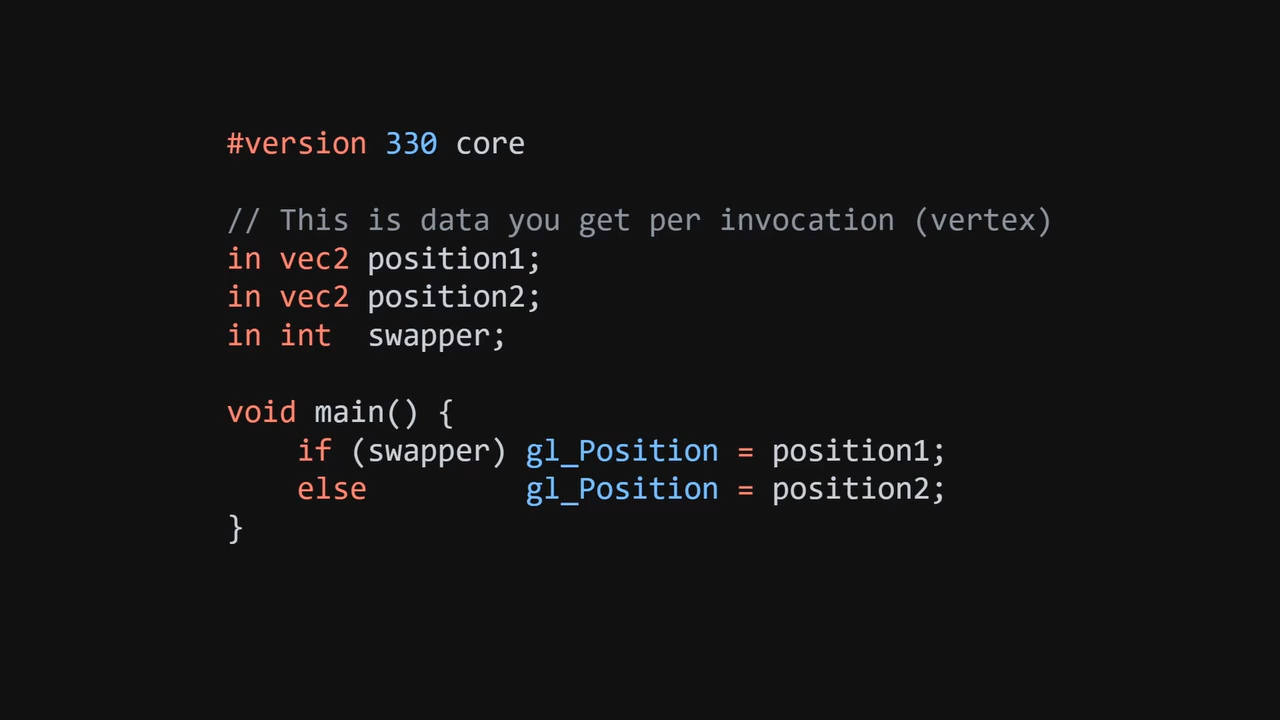 #version 330 core
// This is data you get per invocation (vertex)
in vec2 position1;
in vec2 position2;
in int  swapper;
void main() {
    if (swapper) gl_Position = position1;
    else         gl_Position = position2;
}